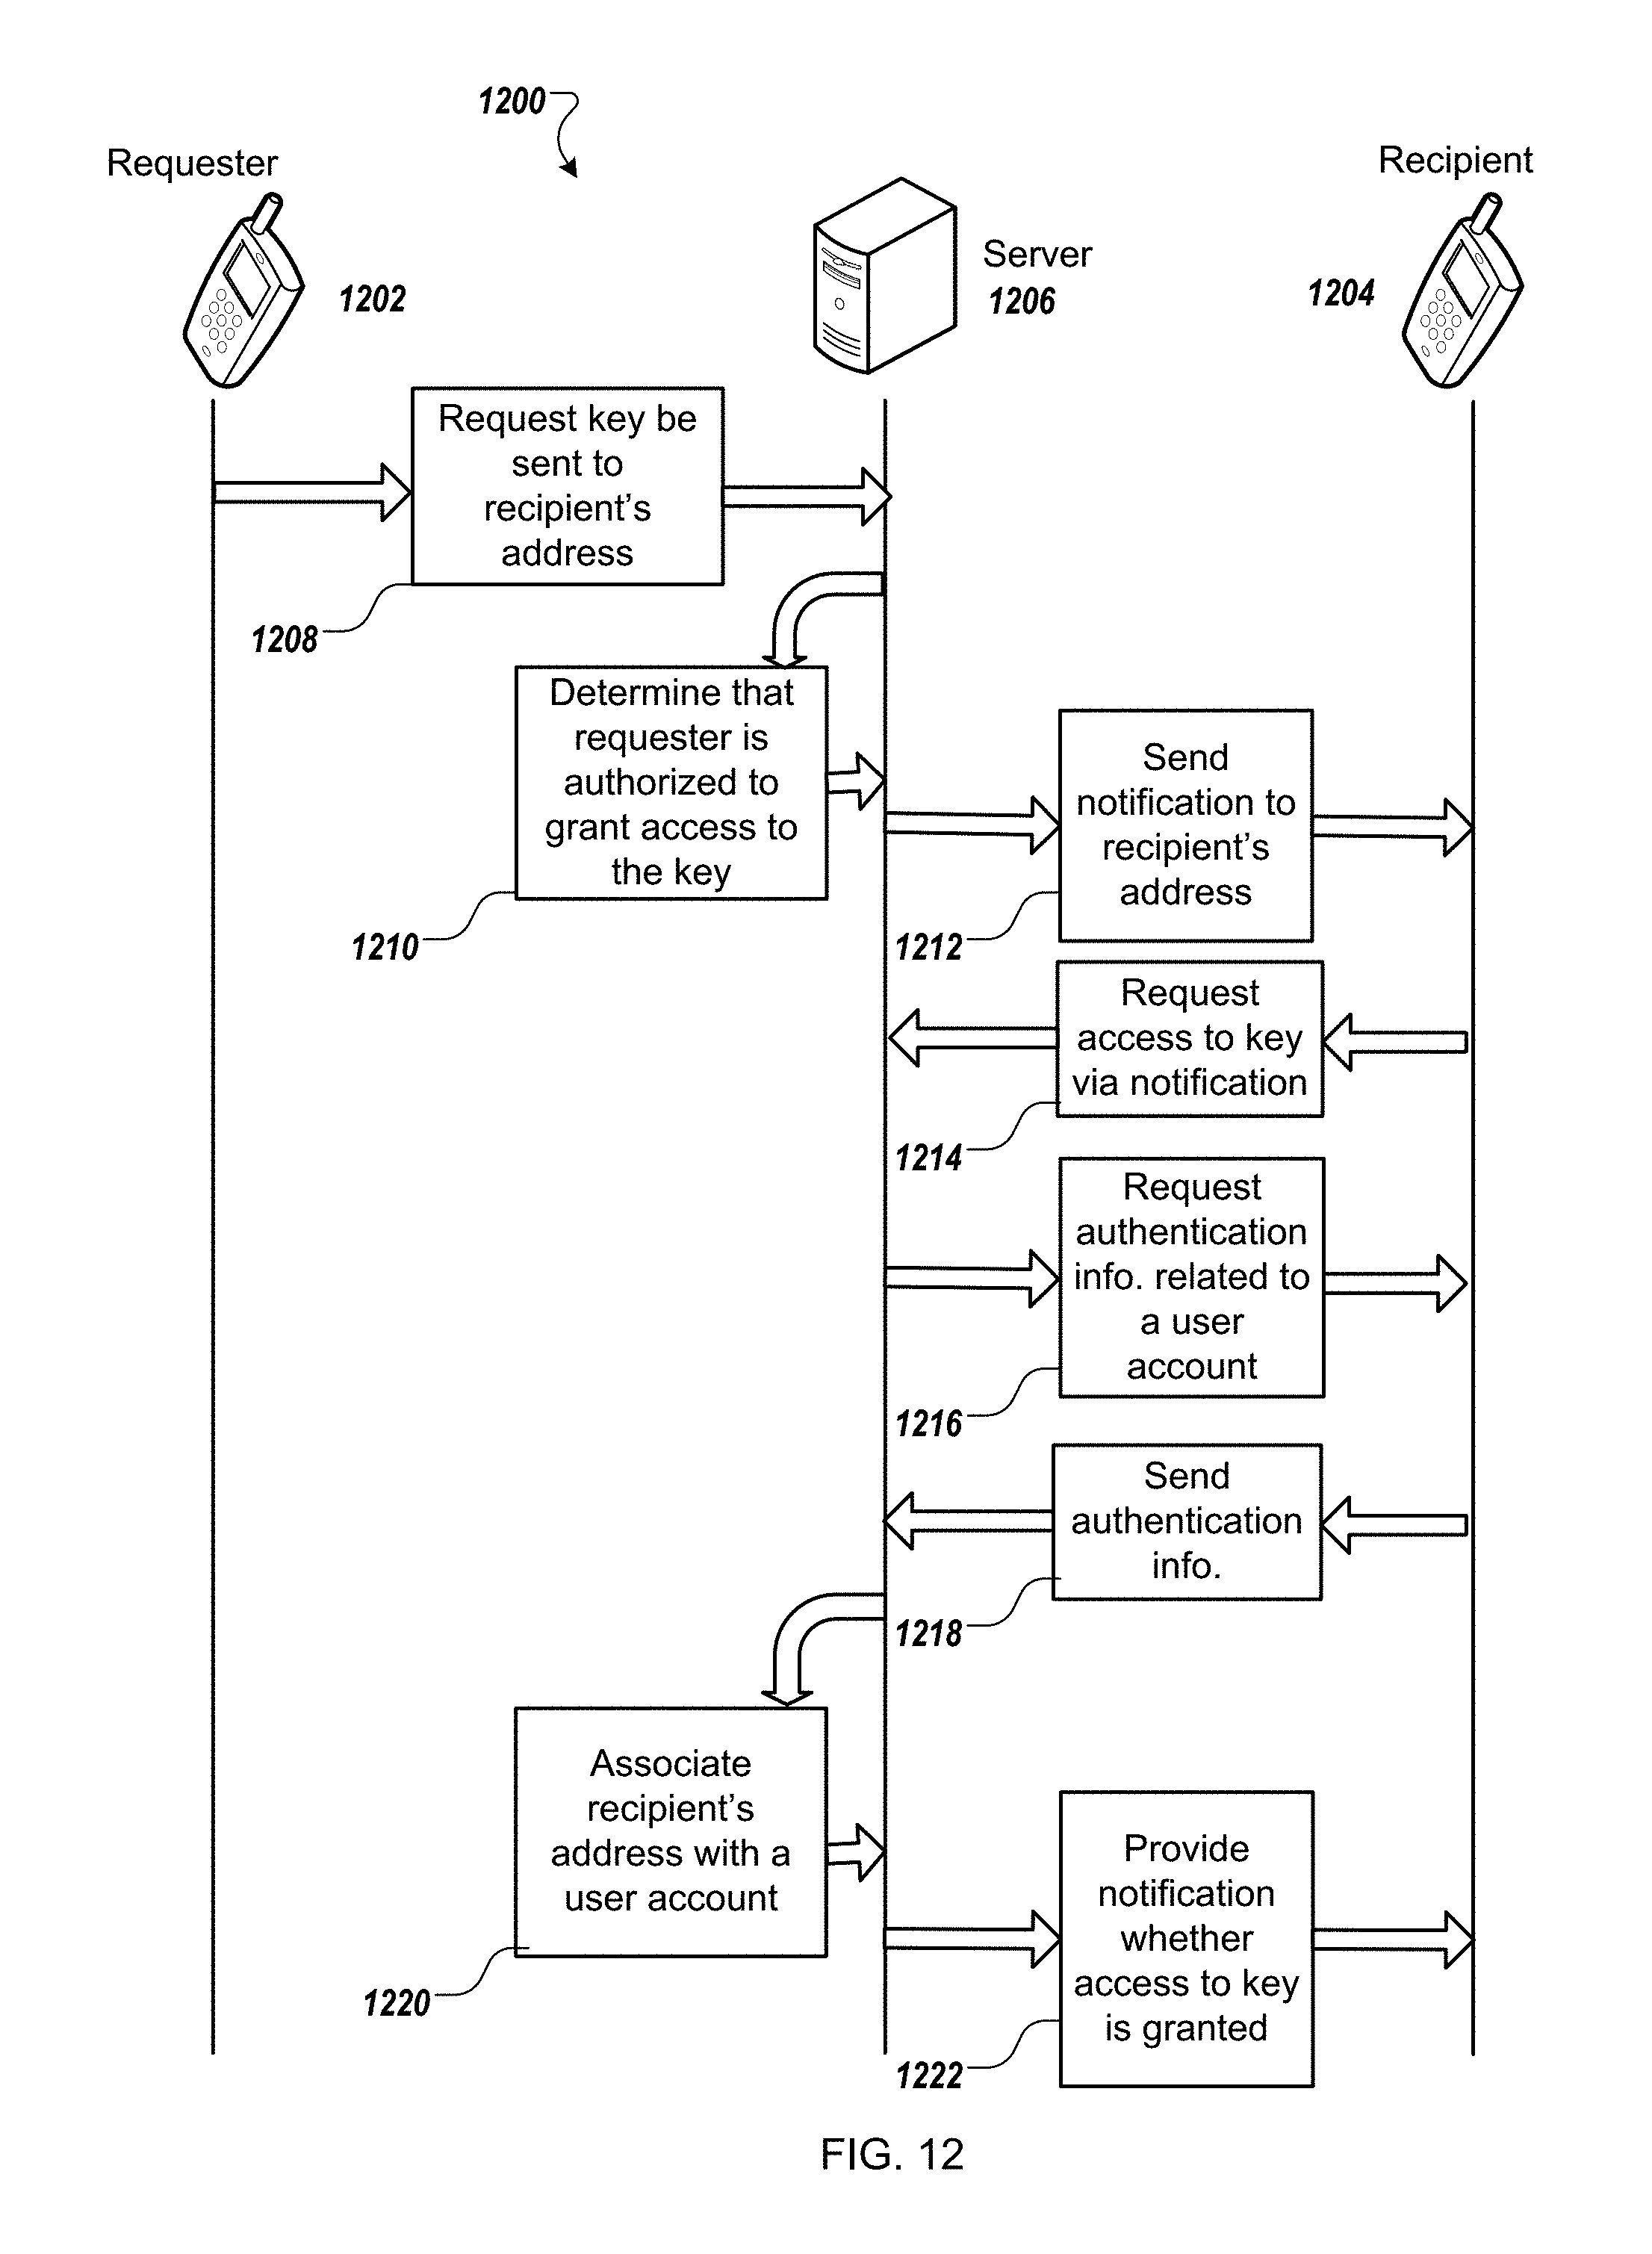 1200
Requester
Recipient
Server
1202
1206
1204
Request key be
sent to
recipient's
address
1208
Determine that
requester is
authorized to
grant access to
the key
1210
Send
notification to
recipient's
address
1212
Request
access to key
via notification
1214
Request
authentication
info. related to
a user
account
1216
Send
authentication
info.
1218
Associate
recipient's
address with a
user account
1220
Provide
notification
whether
access to key
is granted
1222
FIG. 12